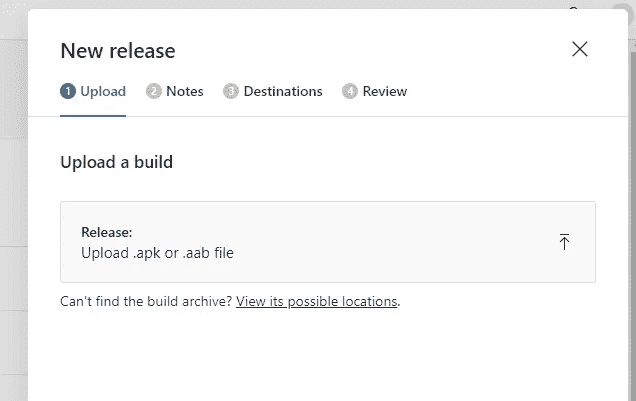 New release
1 Upload 2 Notes 3 Destinations 4 Review
Upload a build
Release:
Upload .apk or .aab file
Can't find the build archive? View its possible locations.